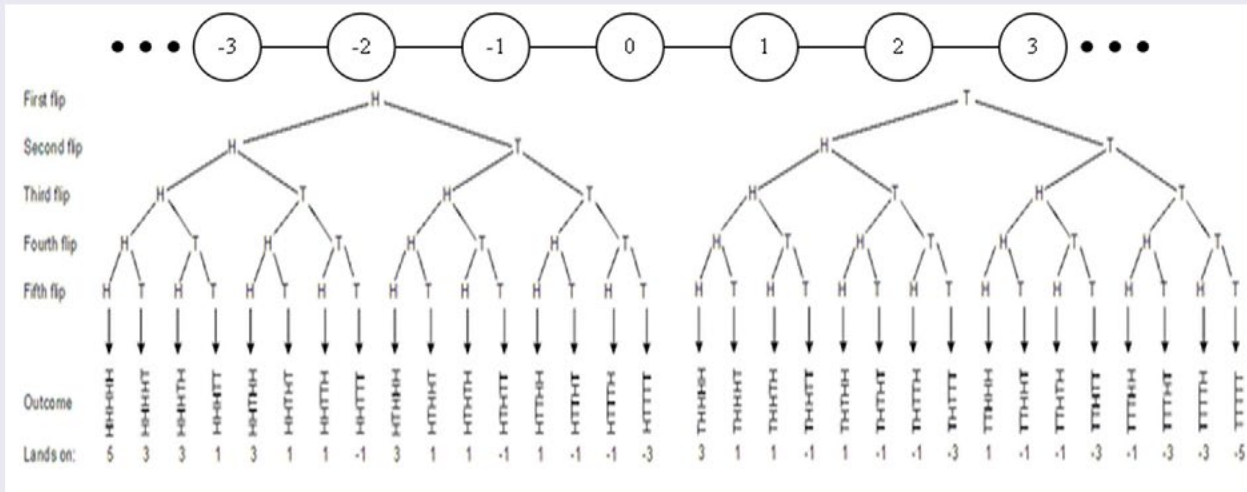 -3 -2 -1 0 1 2 3
First flip H T
Second flip H T H T
Third flip H T H T H T H T
Fourth flip H T H T H T H T H T H T H T H T
Fifth flip H T H T H T H T H T H T H T H T H T H T H T H T H T H T H T H T
Outcome HHHHH HHHHT HHHTH HHHTT HHTHH HHTHT HHTTH HHTTT HTHHH HTHHT HTHTH HTHTT HTTHH HTTHT HTTTH HTTTT THHHH THHHT THHTH THHTT THTHH THTHT THTTH THTTT TTHHH TTHHT TTHTH TTHTT TTTHH TTTHT TTTTH TTTTT
Lands on: 5 3 3 1 3 1 1 -1 3 1 1 -1 1 -1 -1 -3 3 1 1 -1 1 -1 -1 -3 1 -1 -1 -3 -1 -3 -3 -5